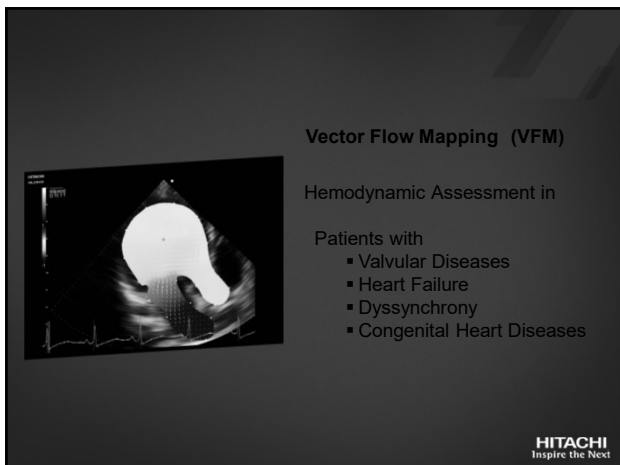 Vector Flow Mapping (VFM)
Hemodynamic Assessment in
Patients with
▪ Valvular Diseases
▪ Heart Failure
▪ Dyssynchrony
▪ Congenital Heart Diseases
HITACHI
HITACHI
Inspire the Next